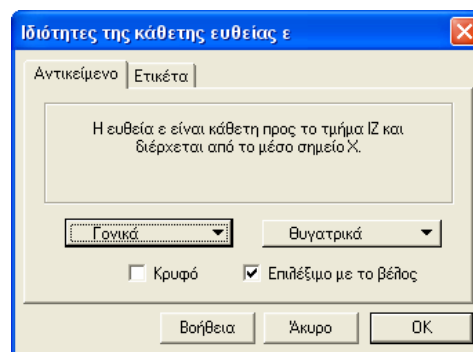 Ιδιότητες της κάθετης ευθείας ε
Αντικείμενο Ετικέτα
Η ευθεία ε είναι κάθετη προς το τμήμα ΙΖ και
διέρχεται από το μέσο σημείο Χ.
Γονικά Θυγατρικά
Κρυφό Επιλέξιμο με το βέλος
Βοήθεια Άκυρο OK